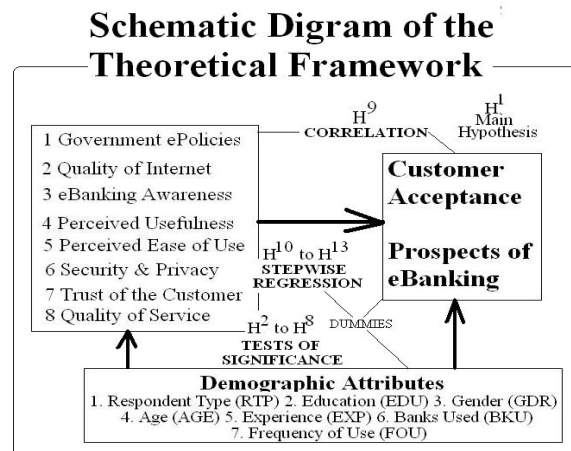 Schematic Digram of the
Theoretical Framework
H9
CORRELATION
H1
Main
Hypothesis
1 Government ePolicies
2 Quality of Internet
3 eBanking Awareness
4 Perceived Usefulness
5 Perceived Ease of Use
6 Security & Privacy
7 Trust of the Customer
8 Quality of Service
Customer
Acceptance
Prospects of
eBanking
H10 to H13
STEPWISE
REGRESSION
DUMMIES
H2 to H8
TESTS OF
SIGNIFICANCE
Demographic Attributes
1. Respondent Type (RTP) 2. Education (EDU) 3. Gender (GDR)
4. Age (AGE) 5. Experience (EXP) 6. Banks Used (BKU)
7. Frequency of Use (FOU)